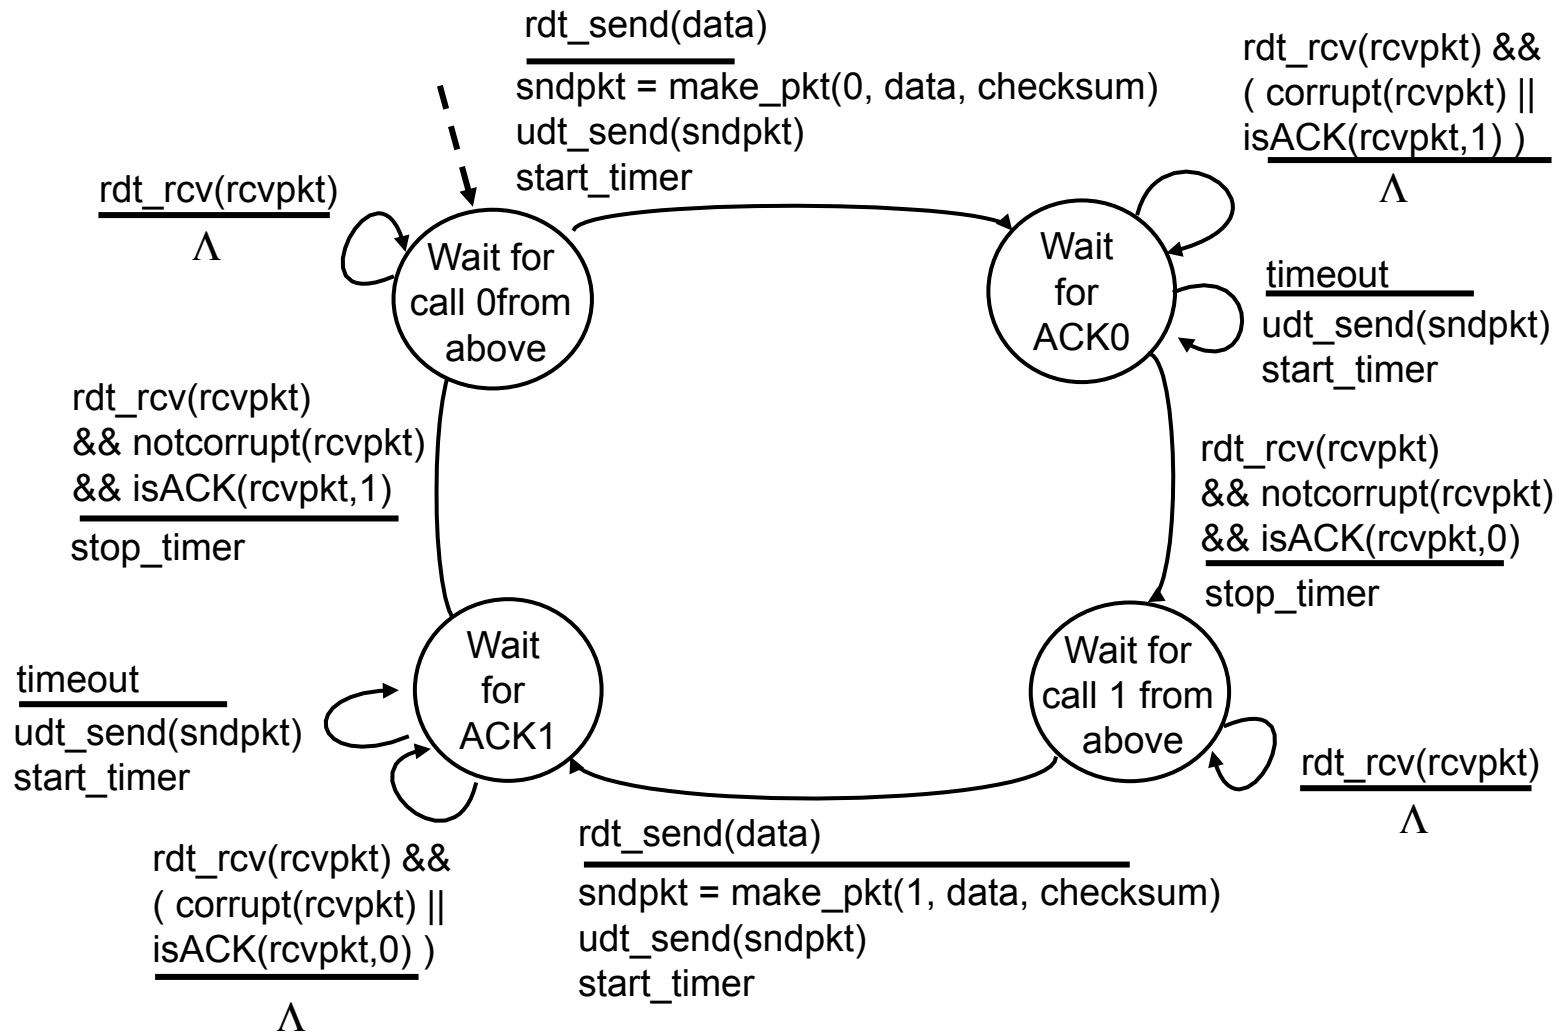 rdt_send(data)
sndpkt = make_pkt(0, data, checksum)
udt_send(sndpkt)
start_timer
rdt_rcv(rcvpkt) &&
( corrupt(rcvpkt) ||
isACK(rcvpkt,1) )
Λ
rdt_rcv(rcvpkt)
Λ
Wait for
call 0from
above
Wait
for
ACK0
timeout
udt_send(sndpkt)
start_timer
rdt_rcv(rcvpkt)
&& notcorrupt(rcvpkt)
&& isACK(rcvpkt,1)
stop_timer
rdt_rcv(rcvpkt)
&& notcorrupt(rcvpkt)
&& isACK(rcvpkt,0)
stop_timer
timeout
udt_send(sndpkt)
start_timer
Wait
for
ACK1
Wait for
call 1 from
above
rdt_rcv(rcvpkt)
Λ
rdt_rcv(rcvpkt) &&
( corrupt(rcvpkt) ||
isACK(rcvpkt,0) )
Λ
rdt_send(data)
sndpkt = make_pkt(1, data, checksum)
udt_send(sndpkt)
start_timer